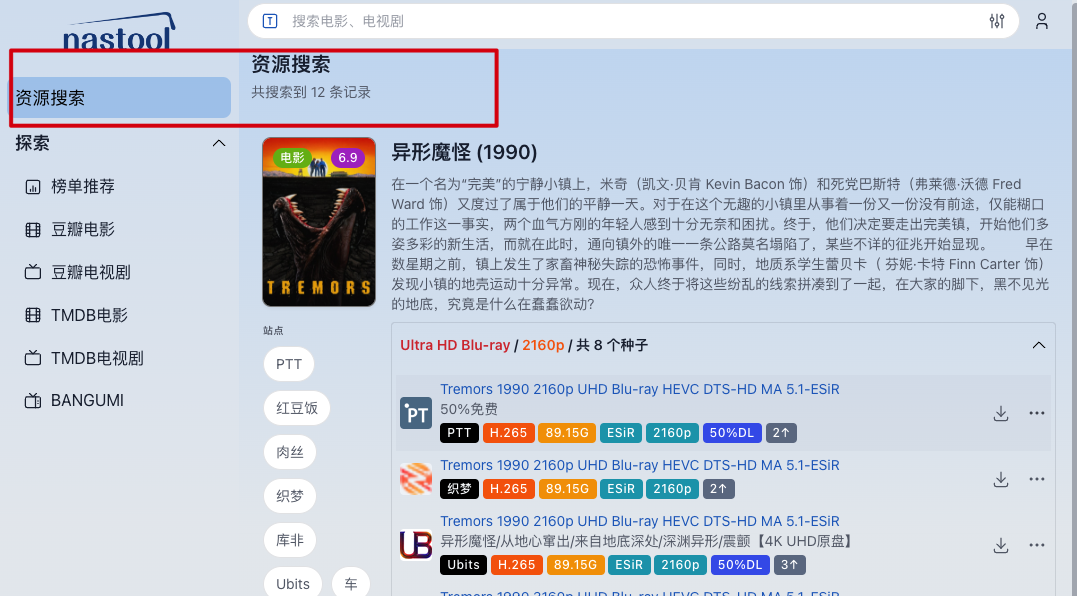 nastool
T
搜索电影、电视剧
资源搜索
探索
榜单推荐
豆瓣电影
豆瓣电视剧
TMDB电影
TMDB电视剧
BANGUMI
资源搜索
共搜索到 12 条记录
电影
6.9
TREMORS
异形魔怪 (1990)
在一个名为“完美”的宁静小镇上，米奇（凯文·贝肯 Kevin Bacon 饰）和死党巴斯特（弗莱德·沃德 Fred
Ward 饰）又度过了属于他们的平静一天。对于在这个无趣的小镇里从事着一份又一份没有前途，仅能糊口
的工作这一事实，两个血气方刚的年轻人感到十分无奈和困扰。终于，他们决定要走出完美镇，开始他们多
姿多彩的新生活，而就在此时，通向镇外的唯一一条公路莫名塌陷了，某些不详的征兆开始显现。 早在
数星期之前，镇上发生了家畜神秘失踪的恐怖事件，同时，地质系学生蕾贝卡（ 芬妮·卡特 Finn Carter 饰）
发现小镇的地壳运动十分异常。现在，众人终于将这些纷乱的线索拼凑到了一起，在大家的脚下，黑不见光
的地底，究竟是什么在蠢蠢欲动?
站点
PTT
红豆饭
肉丝
织梦
库非
Ubits
车
Ultra HD Blu-ray / 2160p / 共 8 个种子
Tremors 1990 2160p UHD Blu-ray HEVC DTS-HD MA 5.1-ESiR
PT
50%免费
PTT H.265 89.15G ESiR 2160p 50%DL 2↑
Tremors 1990 2160p UHD Blu-ray HEVC DTS-HD MA 5.1-ESiR
织梦 H.265 89.15G ESiR 2160p 2↑
Tremors 1990 2160p UHD Blu-ray HEVC DTS-HD MA 5.1-ESiR
UB
异形魔怪/从地心窜出/来自地底深处/深渊异形/震颤【4K UHD原盘】
Ubits H.265 89.15G ESiR 2160p 50%DL 3↑
Tremors 1990 2160p UHD Blu-ray HEVC DTS-HD MA 5.1-ESiR